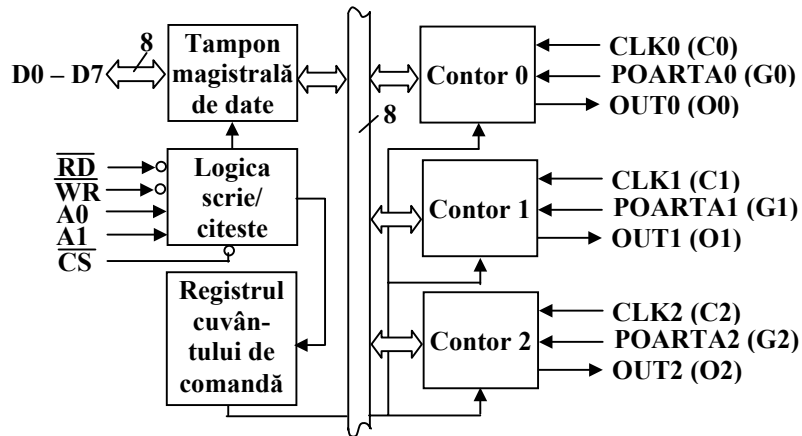 8
D0 – D7
Tampon
magistrală
de date
RD
WR
A0
A1
CS
Logica
scrie/
citeste
Registrul
cuvân-
tului de
comandă
8
Contor 0
CLK0 (C0)
POARTA0 (G0)
OUT0 (O0)
Contor 1
CLK1 (C1)
POARTA1 (G1)
OUT1 (O1)
Contor 2
CLK2 (C2)
POARTA2 (G2)
OUT2 (O2)